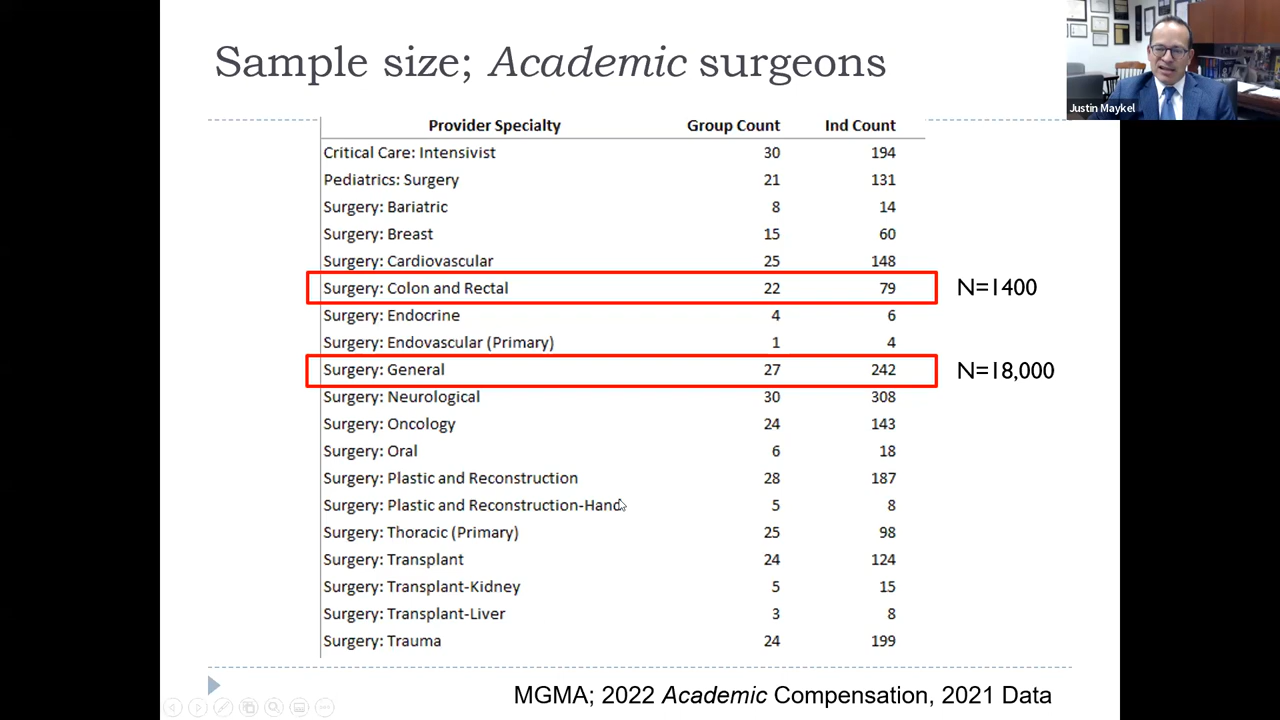 Sample size; Academic surgeons
Justin Maykel
Provider Specialty Group Count Ind Count
Critical Care: Intensivist 30 194
Pediatrics: Surgery 21 131
Surgery: Bariatric 8 14
Surgery: Breast 15 60
Surgery: Cardiovascular 25 148
Surgery: Colon and Rectal 22 79 N=1400
Surgery: Endocrine 4 6
Surgery: Endovascular (Primary) 1 4
Surgery: General 27 242 N=18,000
Surgery: Neurological 30 308
Surgery: Oncology 24 143
Surgery: Oral 6 18
Surgery: Plastic and Reconstruction 28 187
Surgery: Plastic and Reconstruction-Hand 5 8
Surgery: Thoracic (Primary) 25 98
Surgery: Transplant 24 124
Surgery: Transplant-Kidney 5 15
Surgery: Transplant-Liver 3 8
Surgery: Trauma 24 199
MGMA; 2022 Academic Compensation, 2021 Data